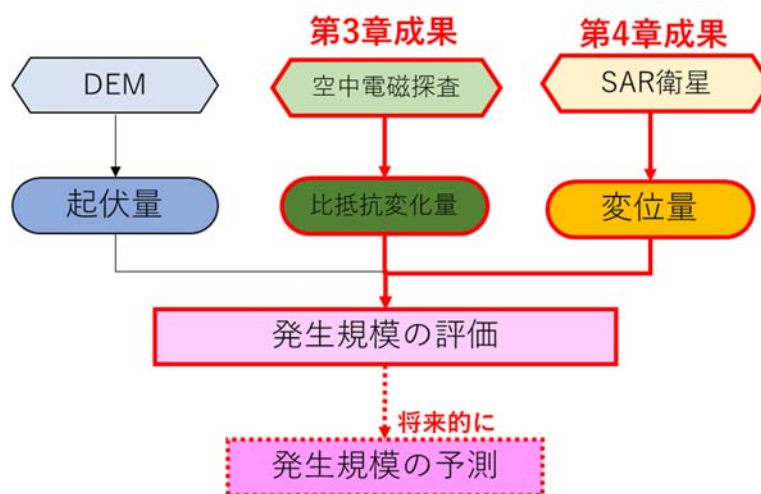 第3章成果
第4章成果
DEM
空中電磁探査
SAR衛星
起伏量
比抵抗変化量
変位量
発生規模の評価
将来的に
発生規模の予測